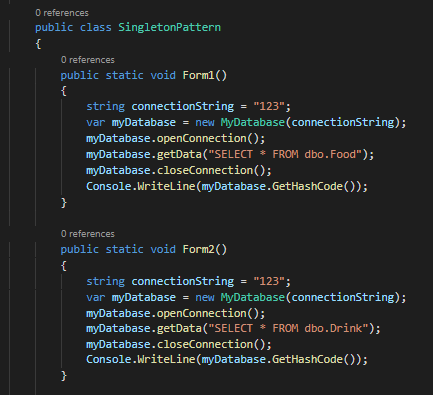 0 references
public class SingletonPattern
{
0 references
public static void Form1()
{
string connectionString = "123";
var myDatabase = new MyDatabase(connectionString);
myDatabase.openConnection();
myDatabase.getData("SELECT * FROM dbo.Food");
myDatabase.closeConnection();
Console.WriteLine(myDatabase.GetHashCode());
}
0 references
public static void Form2()
{
string connectionString = "123";
var myDatabase = new MyDatabase(connectionString);
myDatabase.openConnection();
myDatabase.getData("SELECT * FROM dbo.Drink");
myDatabase.closeConnection();
Console.WriteLine(myDatabase.GetHashCode());
}